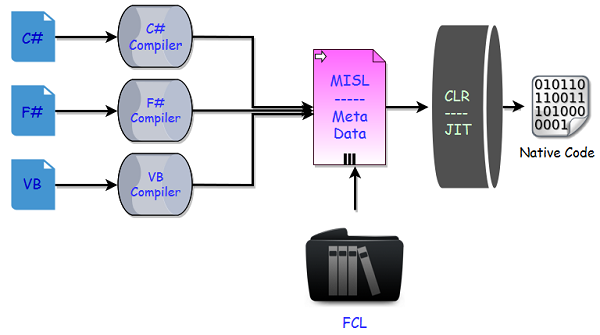 C#
C#
Compiler
F#
F#
Compiler
VB
VB
Compiler
MISL
-----
Meta
Data
CLR
----
JIT
010110
110011
101000
0001
Native Code
FCL